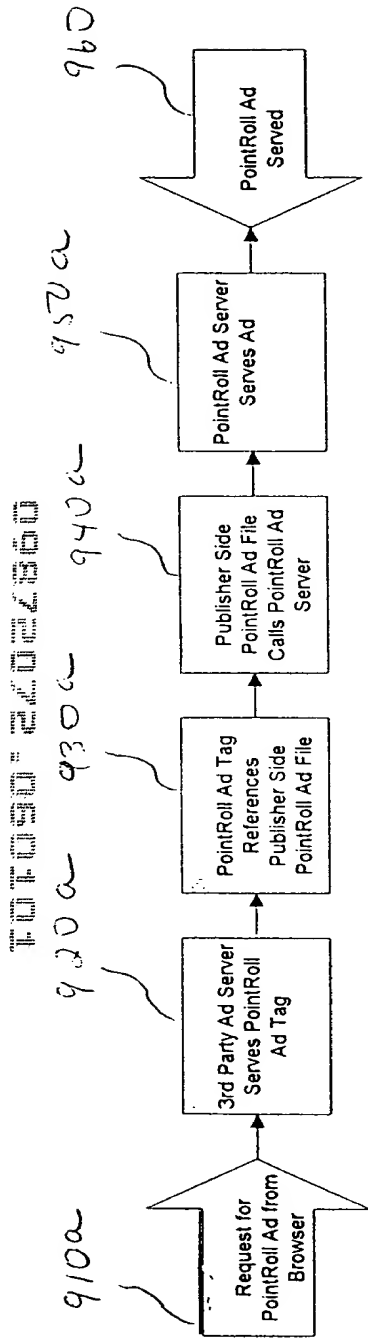 09872072.060101
910a
920a
930a
940a
950a
960
Request for
PointRoll Ad from
Browser
3rd Party Ad Server
Serves PointRoll
Ad Tag
PointRoll Ad Tag
References
Publisher Side
PointRoll Ad File
Publisher Side
PointRoll Ad File
Calls PointRoll Ad
Server
PointRoll Ad Server
Serves Ad
PointRoll Ad
Served